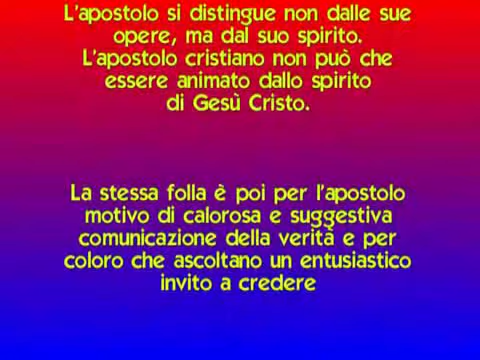 L'apostolo si distingue non dalle sue
opere, ma dal suo spirito.
L'apostolo cristiano non può che
essere animato dallo spirito
di Gesù Cristo.
La stessa folla è poi per l'apostolo
motivo di calorosa e suggestiva
comunicazione della verità e per
coloro che ascoltano un entusiastico
invito a credere